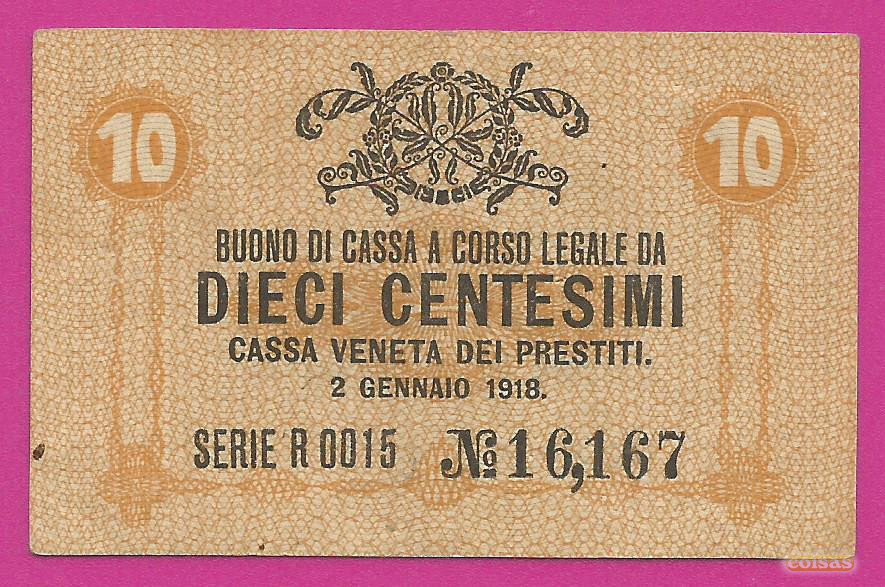 10 10
BUONO DI CASSA A CORSO LEGALE DA
DIECI CENTESIMI
CASSA VENETA DEI PRESTITI.
2 GENNAIO 1918.
SERIE R 0015 № 16,167
coisas